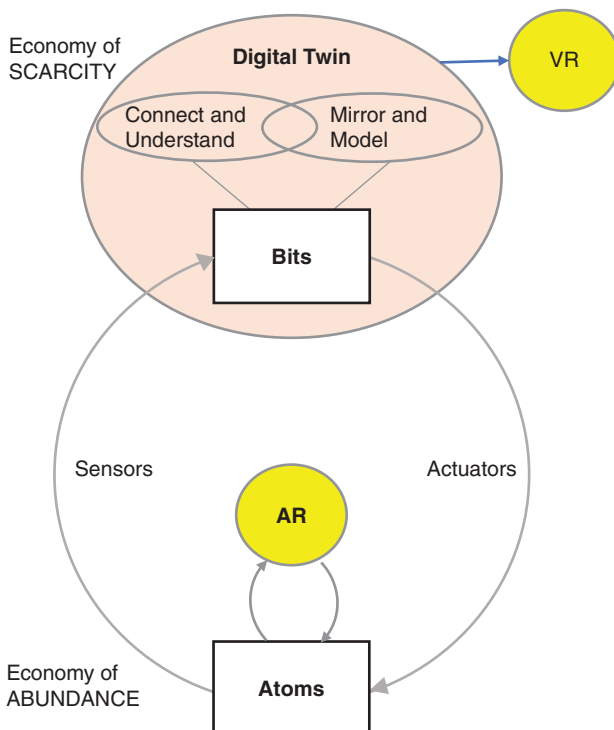 Economy of
SCARCITY
Digital Twin
VR
Connect and
Understand
Mirror and
Model
Bits
Sensors
Actuators
AR
Economy of
ABUNDANCE
Atoms